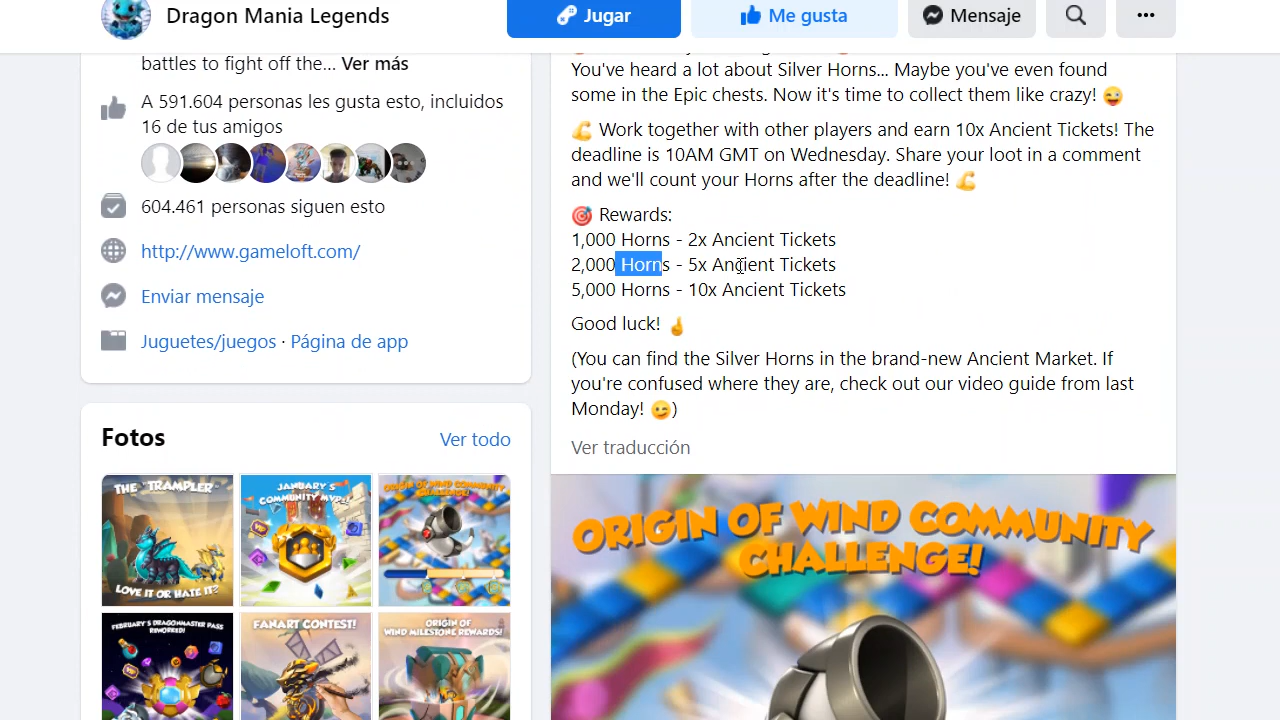 Dragon Mania Legends
Jugar
Me gusta
Mensaje
battles to fight off the... Ver más
A 591.604 personas les gusta esto, incluidos
16 de tus amigos
604.461 personas siguen esto
http://www.gameloft.com/
Enviar mensaje
Juguetes/juegos · Página de app
Fotos
Ver todo
THE TRAMPLER
LOVE IT OR HATE IT?
JANUARY'S
COMMUNITY MVPs!
ORIGIN OF WIND COMMUNITY
CHALLENGE!
FEBRUARY'S DRAGONMASTER PASS
REWORKED!
FANART CONTEST!
ORIGIN OF
WIND MILESTONE REWARDS!
You've heard a lot about Silver Horns... Maybe you've even found
some in the Epic chests. Now it's time to collect them like crazy! 😜
💪 Work together with other players and earn 10x Ancient Tickets! The
deadline is 10AM GMT on Wednesday. Share your loot in a comment
and we'll count your Horns after the deadline! 💪
🎯 Rewards:
1,000 Horns - 2x Ancient Tickets
2,000 Horns - 5x Ancient Tickets
5,000 Horns - 10x Ancient Tickets
Good luck! 🤞
(You can find the Silver Horns in the brand-new Ancient Market. If
you're confused where they are, check out our video guide from last
Monday! 😉)
Ver traducción
ORIGIN OF WIND COMMUNITY
CHALLENGE!